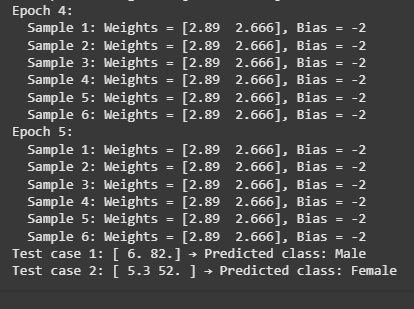 Epoch 4:
Sample 1: Weights = [2.89  2.666], Bias = -2
Sample 2: Weights = [2.89  2.666], Bias = -2
Sample 3: Weights = [2.89  2.666], Bias = -2
Sample 4: Weights = [2.89  2.666], Bias = -2
Sample 5: Weights = [2.89  2.666], Bias = -2
Sample 6: Weights = [2.89  2.666], Bias = -2
Epoch 5:
Sample 1: Weights = [2.89  2.666], Bias = -2
Sample 2: Weights = [2.89  2.666], Bias = -2
Sample 3: Weights = [2.89  2.666], Bias = -2
Sample 4: Weights = [2.89  2.666], Bias = -2
Sample 5: Weights = [2.89  2.666], Bias = -2
Sample 6: Weights = [2.89  2.666], Bias = -2
Test case 1: [ 6. 82.] → Predicted class: Male
Test case 2: [ 5.3 52. ] → Predicted class: Female